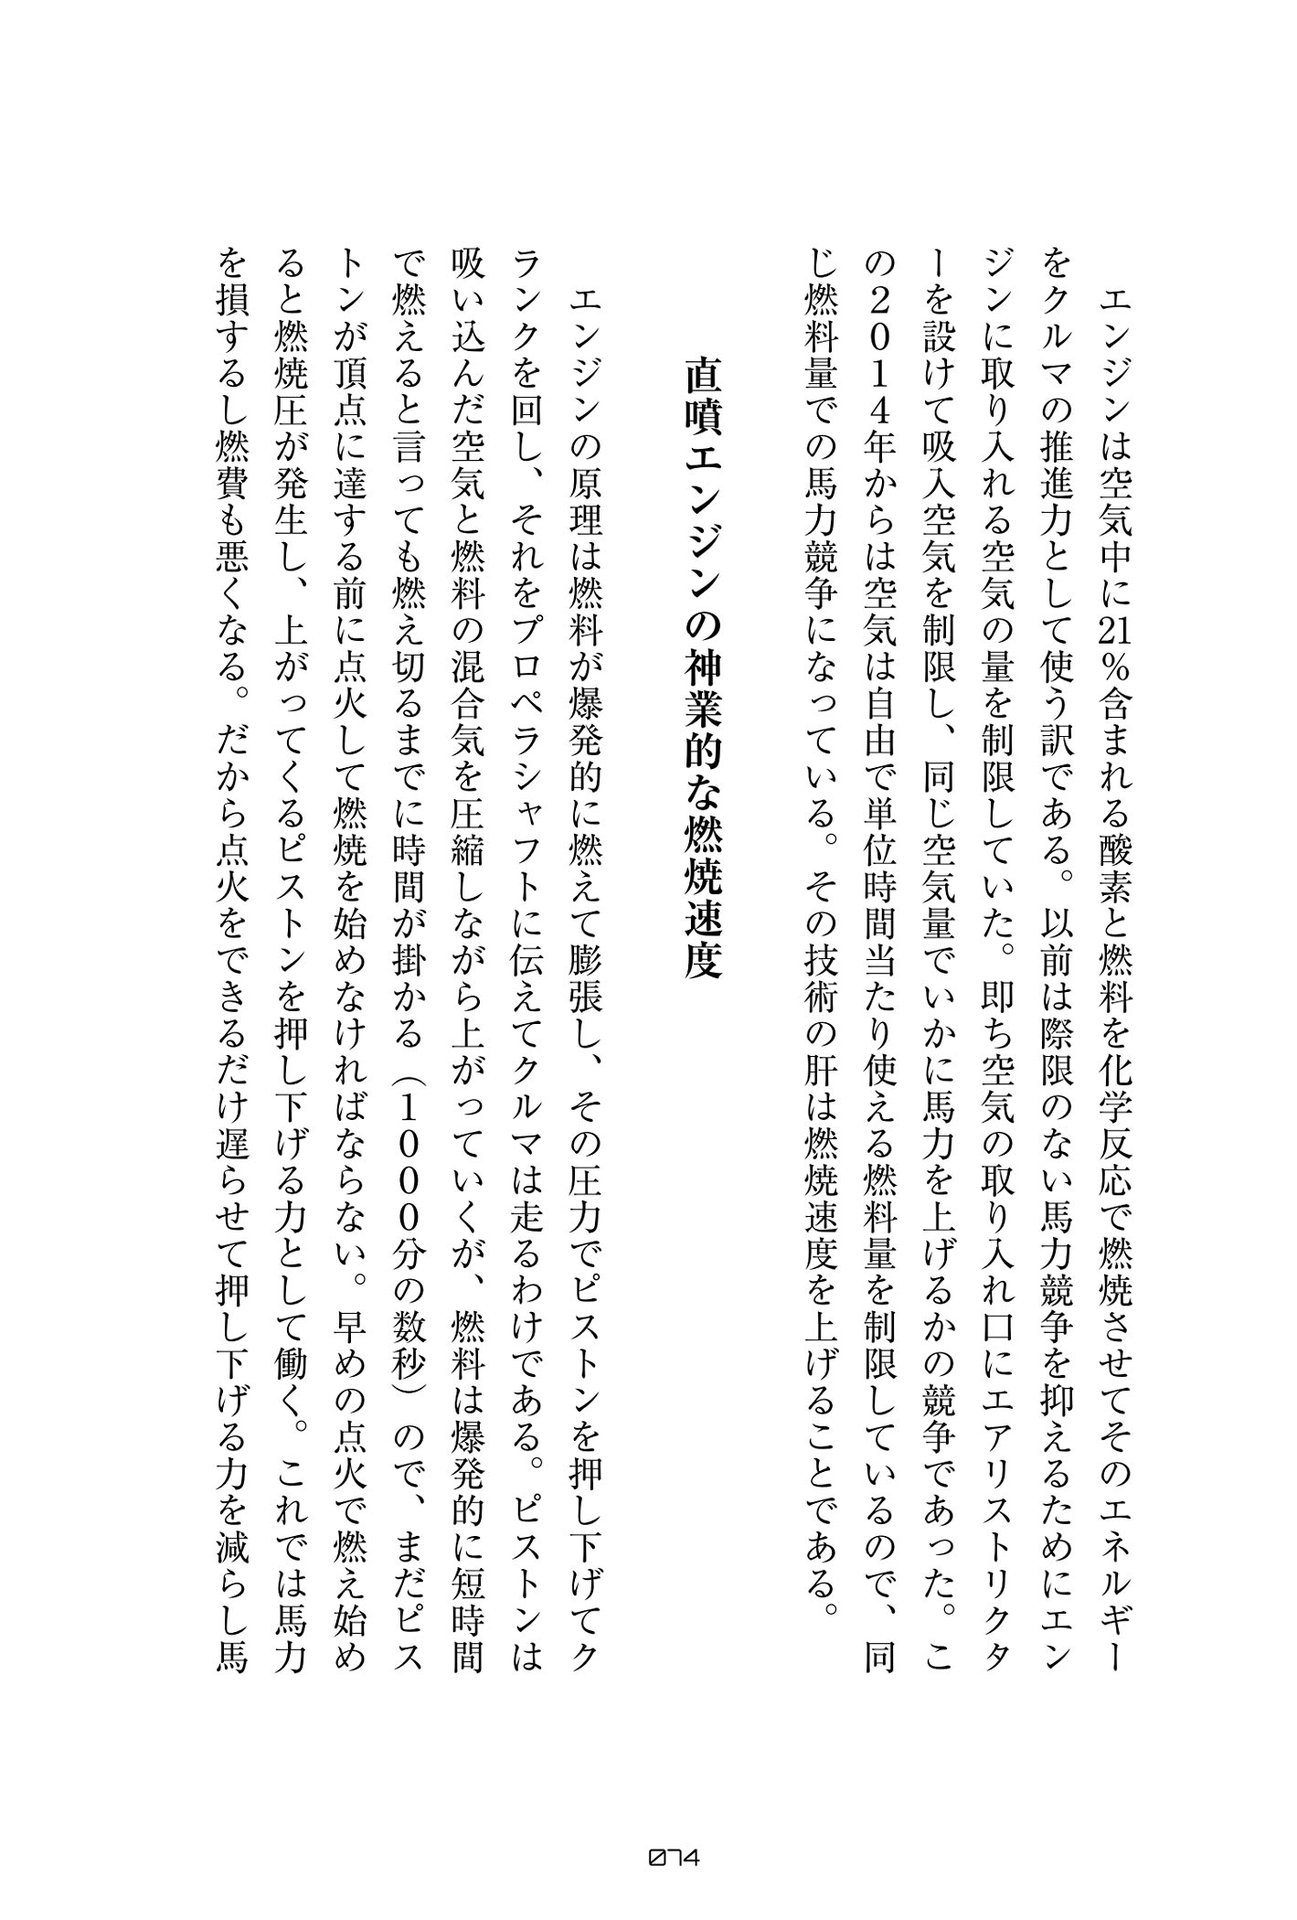 エンジンは空気中に21％含まれる酸素と燃料を化学反応で燃焼させてそのエネルギー
をクルマの推進力として使う訳である。以前は際限のない馬力競争を抑えるためにエン
ジンに取り入れる空気の量を制限していた。即ち空気の取り入れ口にエアリストリクタ
ーを設けて吸入空気を制限し、同じ空気量でいかに馬力を上げるかの競争であった。こ
の２０１４年からは空気は自由で単位時間当たり使える燃料量を制限しているので、同
じ燃料量での馬力競争になっている。その技術の肝は燃焼速度を上げることである。
直噴エンジンの神業的な燃焼速度
エンジンの原理は燃料が爆発的に燃えて膨張し、その圧力でピストンを押し下げてク
ランクを回し、それをプロペラシャフトに伝えてクルマは走るわけである。ピストンは
吸い込んだ空気と燃料の混合気を圧縮しながら上がっていくが、燃料は爆発的に短時間
で燃えると言っても燃え切るまでに時間が掛かる（１０００分の数秒）ので、まだピス
トンが頂点に達する前に点火して燃焼を始めなければならない。早めの点火で燃え始め
ると燃焼圧が発生し、上がってくるピストンを押し下げる力として働く。これでは馬力
を損するし燃費も悪くなる。だから点火をできるだけ遅らせて押し下げる力を減らし馬
074